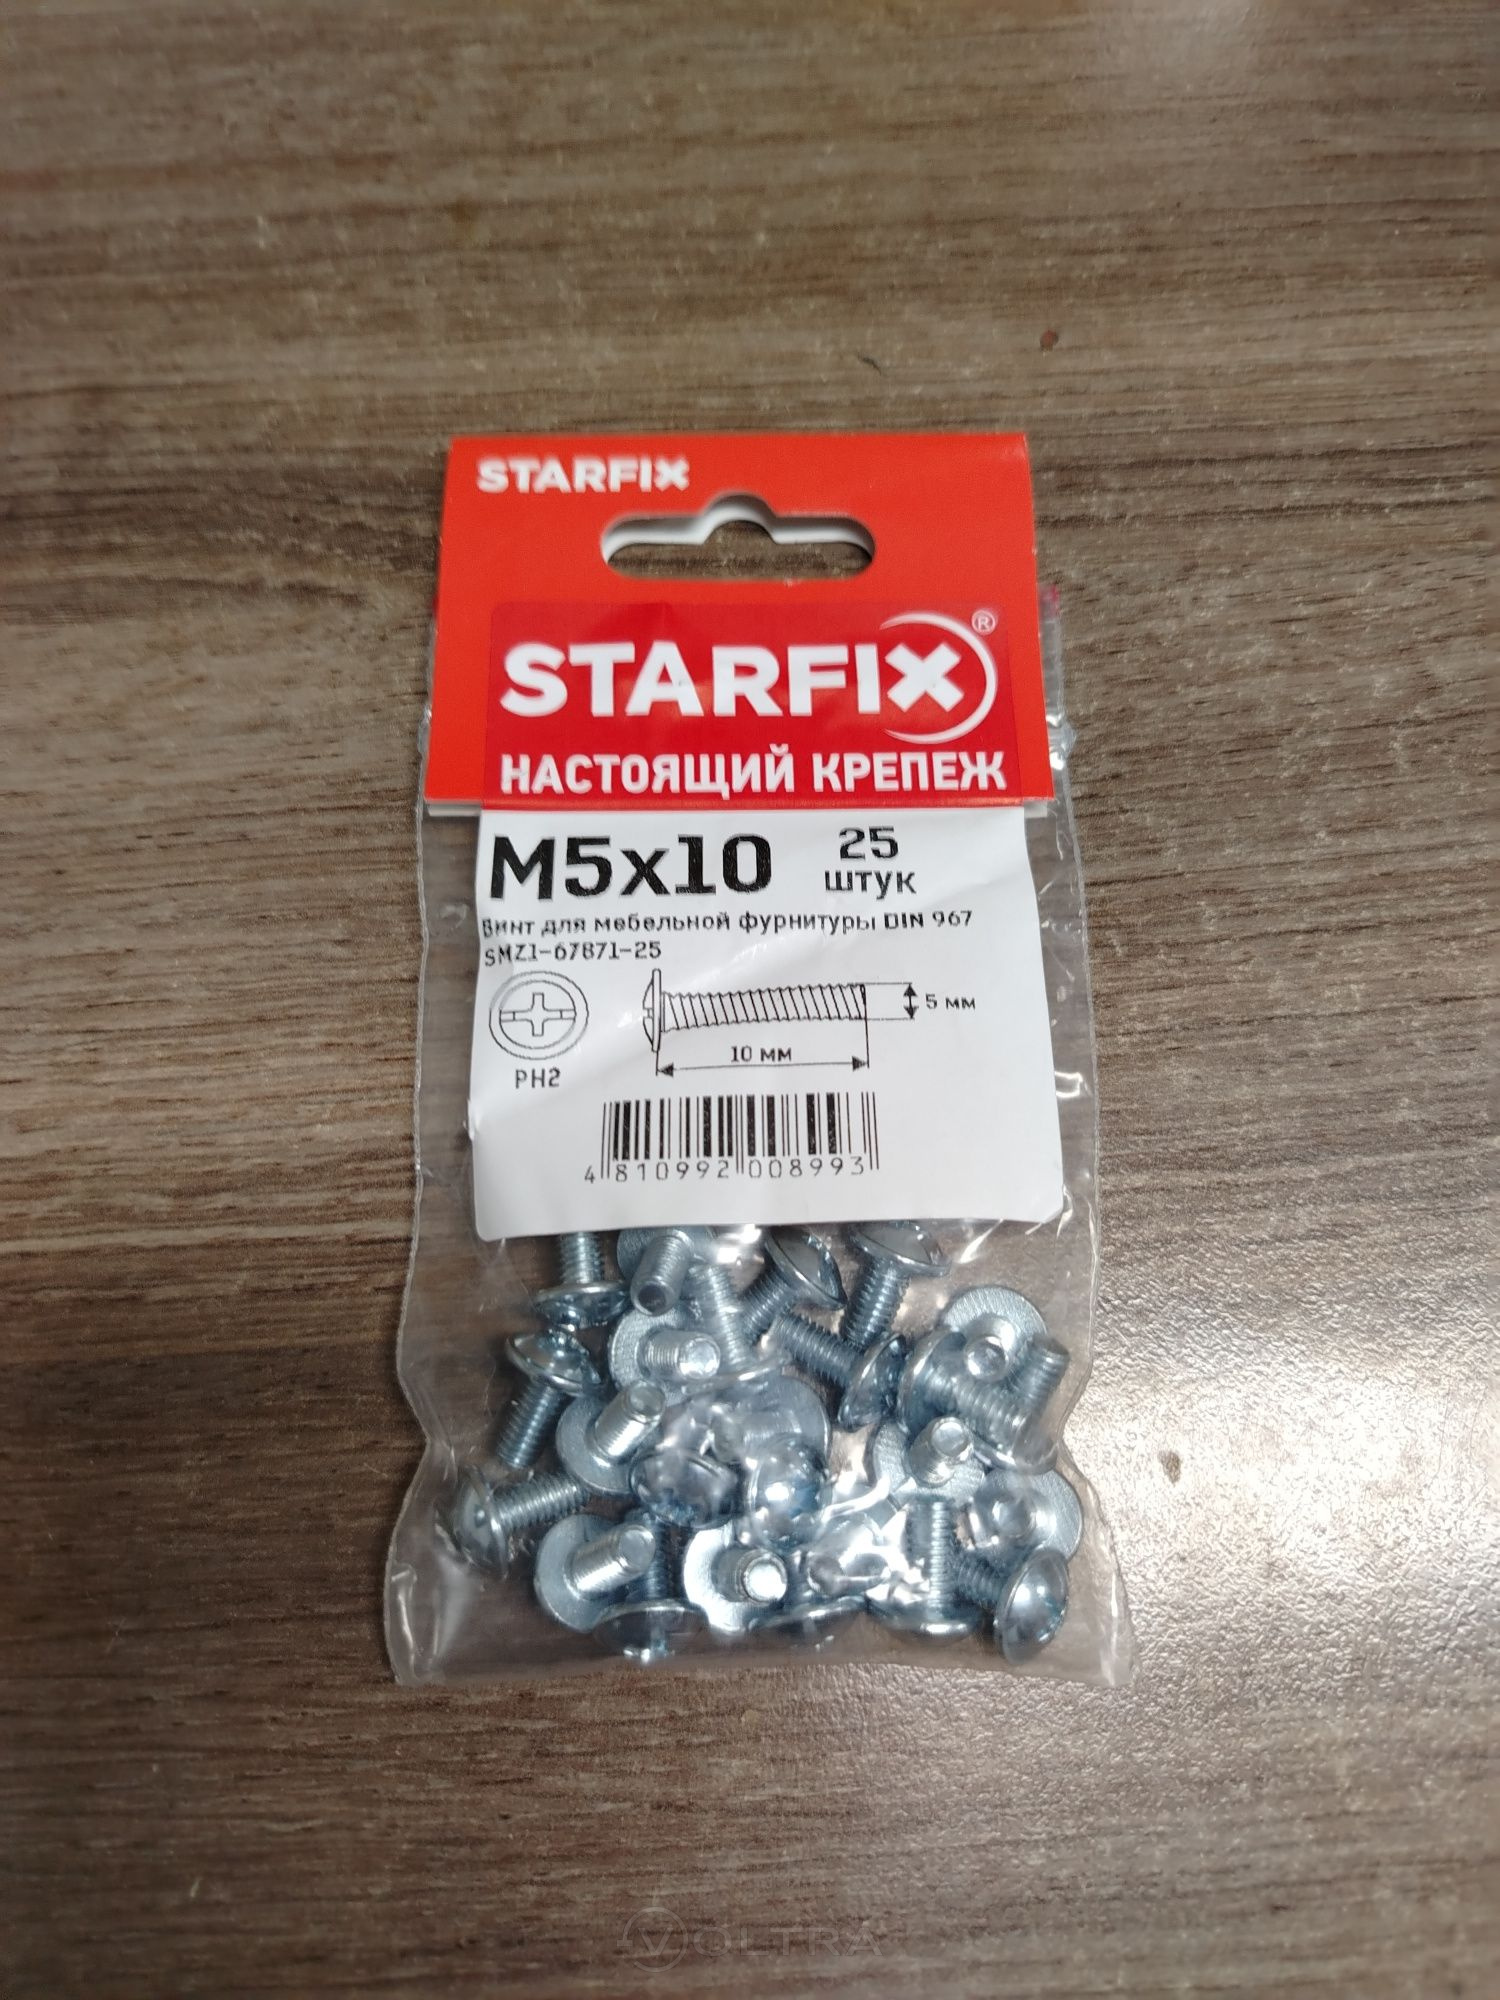 STARFIX
STARFIX®
НАСТОЯЩИЙ КРЕПЕЖ
M5x10 25 штук
Винт для мебельной фурнитуры DIN 967
SMZ1-67871-25
5 мм
10 мм
PH2
4 810992 008993
VOLTRA